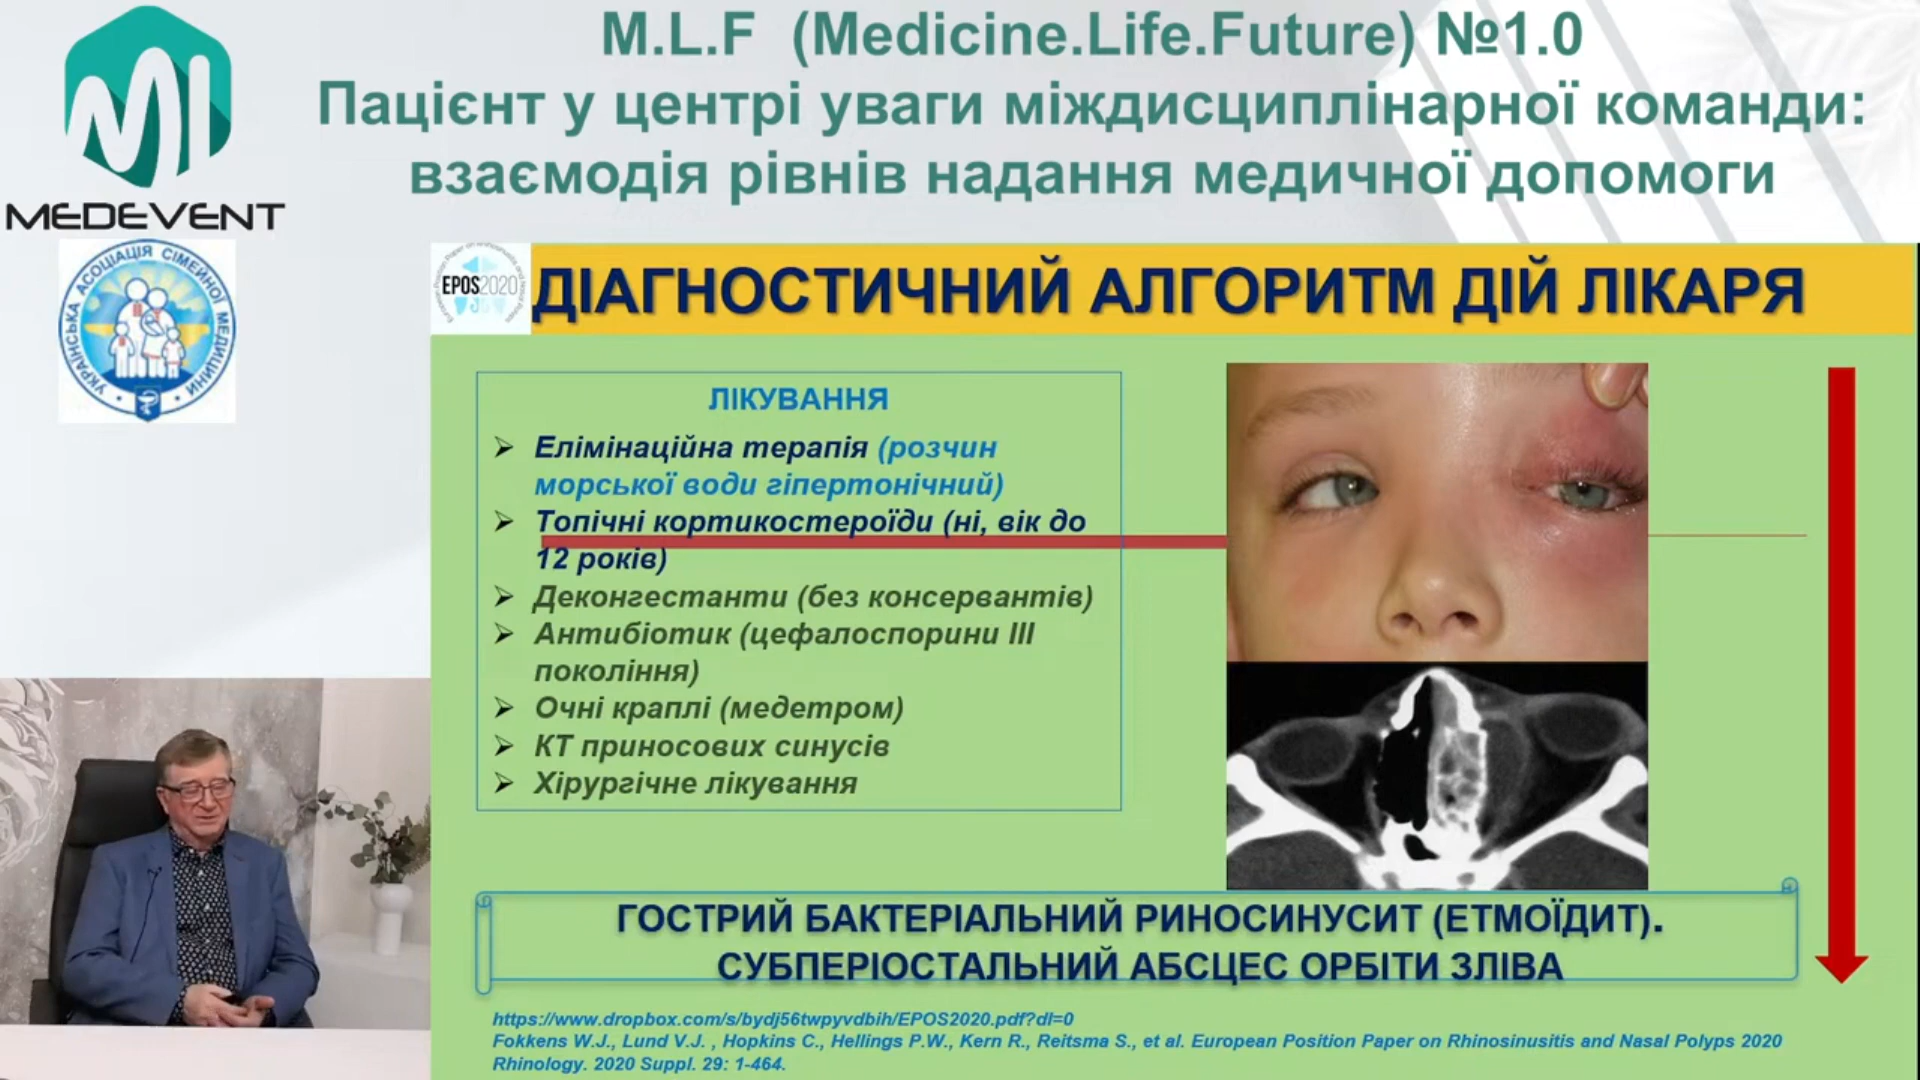 M.L.F (Medicine.Life.Future) №1.0
Пацієнт у центрі уваги міждисциплінарної команди:
взаємодія рівнів надання медичної допомоги
MEDEVENT
УКРАЇНСЬКА АСОЦІАЦІЯ СІМЕЙНОЇ МЕДИЦИНИ
EPOS2020
ДІАГНОСТИЧНИЙ АЛГОРИТМ ДІЙ ЛІКАРЯ
ЛІКУВАННЯ
Елімінаційна терапія (розчин
морської води гіпертонічний)
Топічні кортикостероїди (ні, вік до
12 років)
Деконгестанти (без консервантів)
Антибіотик (цефалоспорини III
покоління)
Очні краплі (медетром)
КТ приносових синусів
Хірургічне лікування
ГОСТРИЙ БАКТЕРІАЛЬНИЙ РИНОСИНУСИТ (ЕТМОЇДИТ).
СУБПЕРІОСТАЛЬНИЙ АБСЦЕС ОРБІТИ ЗЛІВА
https://www.dropbox.com/s/bydj56twpyvdbih/EPOS2020.pdf?dl=0
Fokkens W.J., Lund V.J. , Hopkins C., Hellings P.W., Kern R., Reitsma S., et al. European Position Paper on Rhinosinusitis and Nasal Polyps 2020
Rhinology. 2020 Suppl. 29: 1-464.